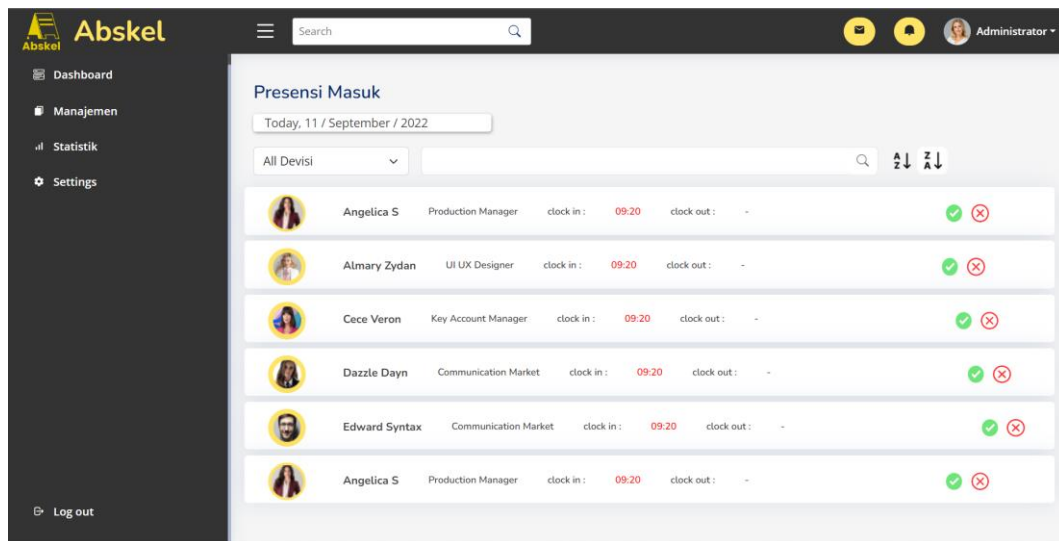 Abskel
Abskel
Search
Administrator
Dashboard
Manajemen
Statistik
Settings
Log out
Presensi Masuk
Today, 11 / September / 2022
All Devisi
A
Z
Z
A
Angelica S Production Manager clock in : 09:20 clock out : -
Almary Zydan UI UX Designer clock in : 09:20 clock out : -
Cece Veron Key Account Manager clock in : 09:20 clock out : -
Dazzle Dayn Communication Market clock in : 09:20 clock out : -
Edward Syntax Communication Market clock in : 09:20 clock out : -
Angelica S Production Manager clock in : 09:20 clock out : -